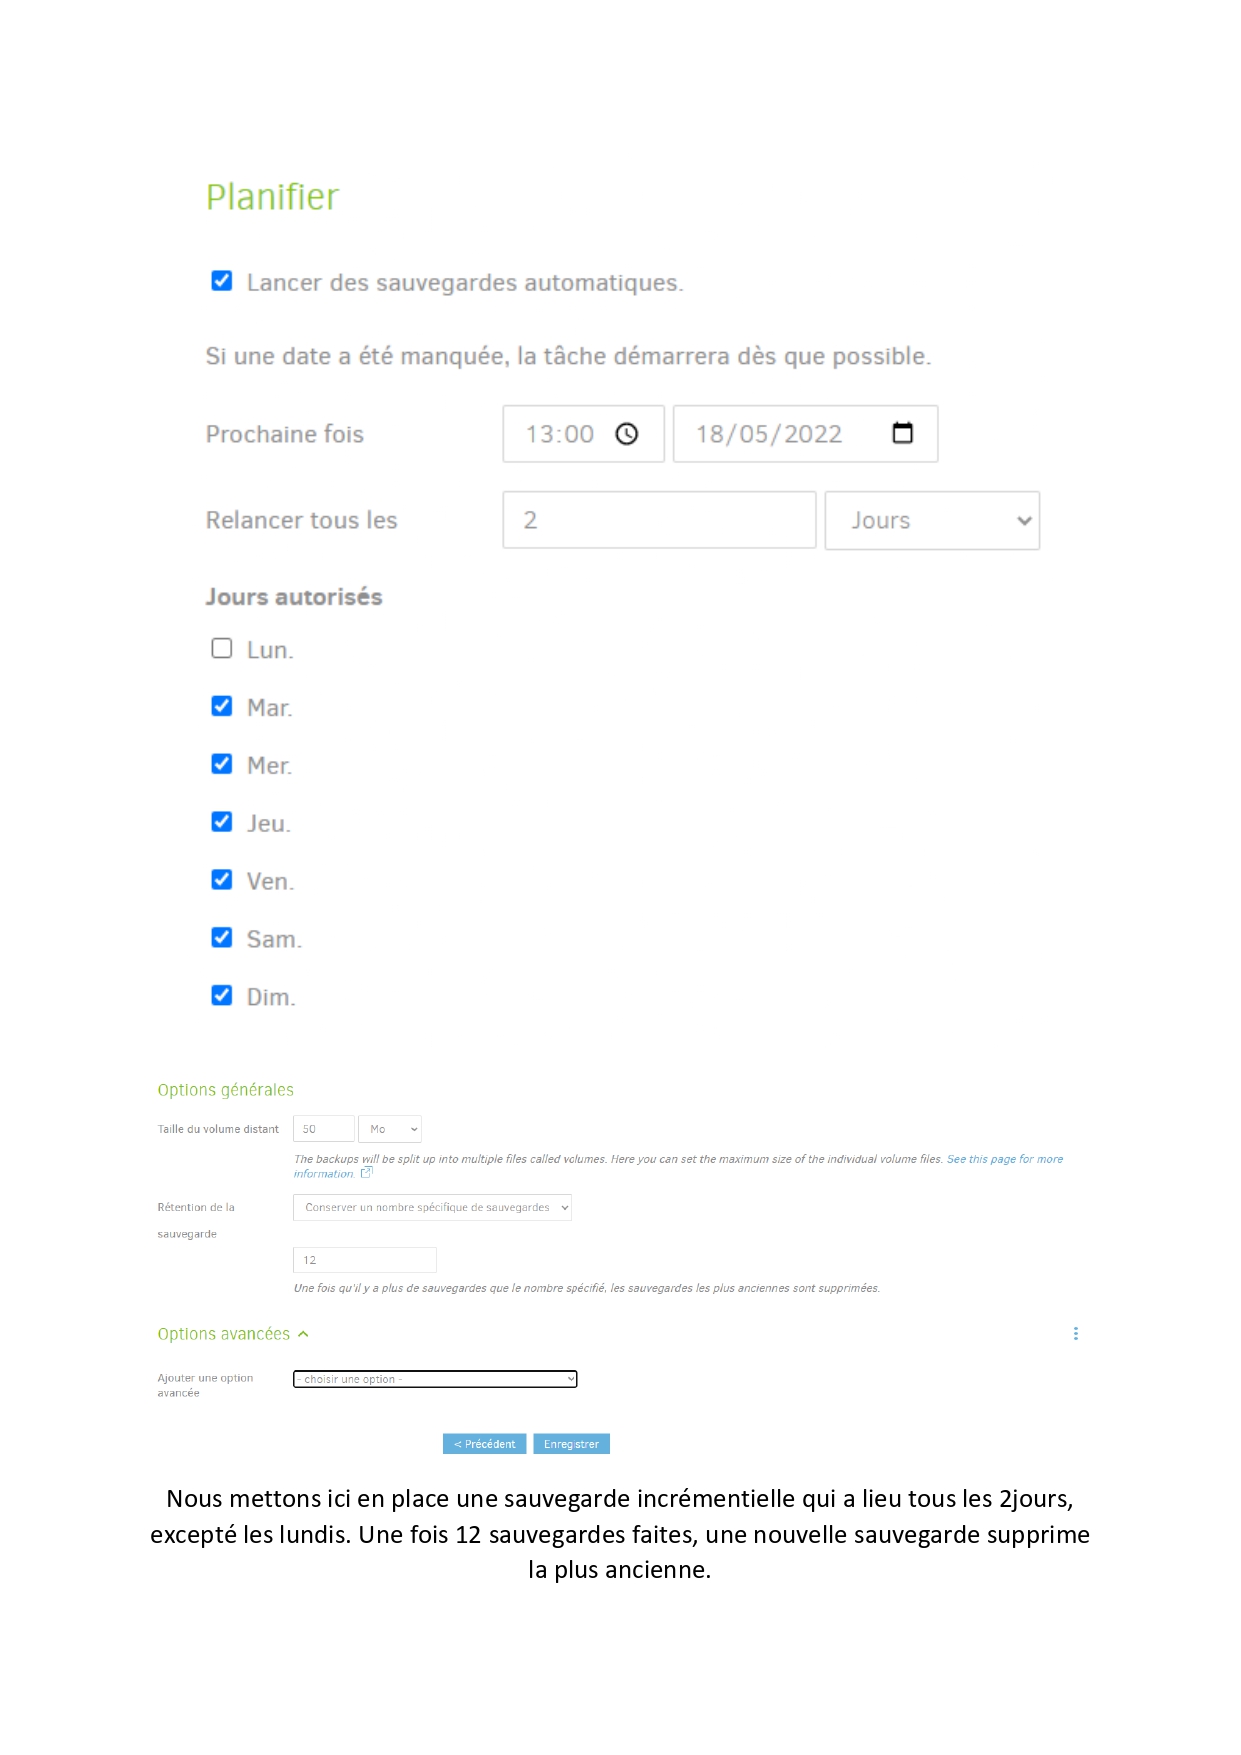 Planifier
Lancer des sauvegardes automatiques.
Si une date a été manquée, la tâche démarrera dès que possible.
Prochaine fois 13:00 18/05/2022
Relancer tous les 2 Jours
Jours autorisés
Lun.
Mar.
Mer.
Jeu.
Ven.
Sam.
Dim.
Options générales
Taille du volume distant 50 Mo
The backups will be split up into multiple files called volumes. Here you can set the maximum size of the individual volume files. See this page for more
information
Rétention de la Conserver un nombre spécifique de sauvegardes
sauvegarde
12
Une fois qu'il y a plus de sauvegardes que le nombre spécifié, les sauvegardes les plus anciennes sont supprimées.
Options avancées
Ajouter une option - choisir une option -
avancée
< Précédent Enregistrer
Nous mettons ici en place une sauvegarde incrémentielle qui a lieu tous les 2jours,
excepté les lundis. Une fois 12 sauvegardes faites, une nouvelle sauvegarde supprime
la plus ancienne.